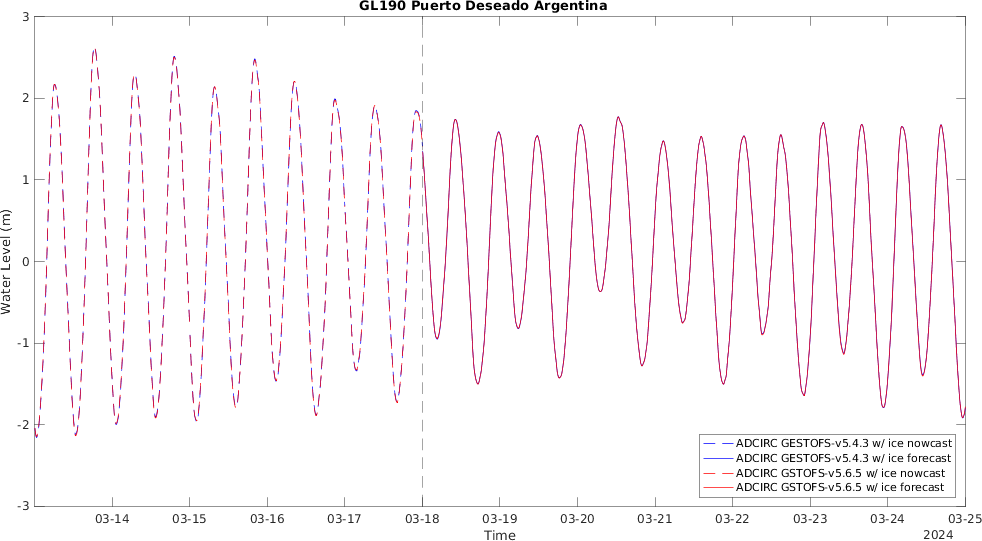 GL190 Puerto Deseado Argentina
3
2
1
0
-1
-2
-3
Water Level (m)
ADCIRC GESTOFS-v5.4.3 w/ ice nowcast
ADCIRC GESTOFS-v5.4.3 w/ ice forecast
ADCIRC GSTOFS-v5.6.5 w/ ice nowcast
ADCIRC GSTOFS-v5.6.5 w/ ice forecast
03-14 03-15 03-16 03-17 03-18 03-19 03-20 03-21 03-22 03-23 03-24 03-25
Time
2024